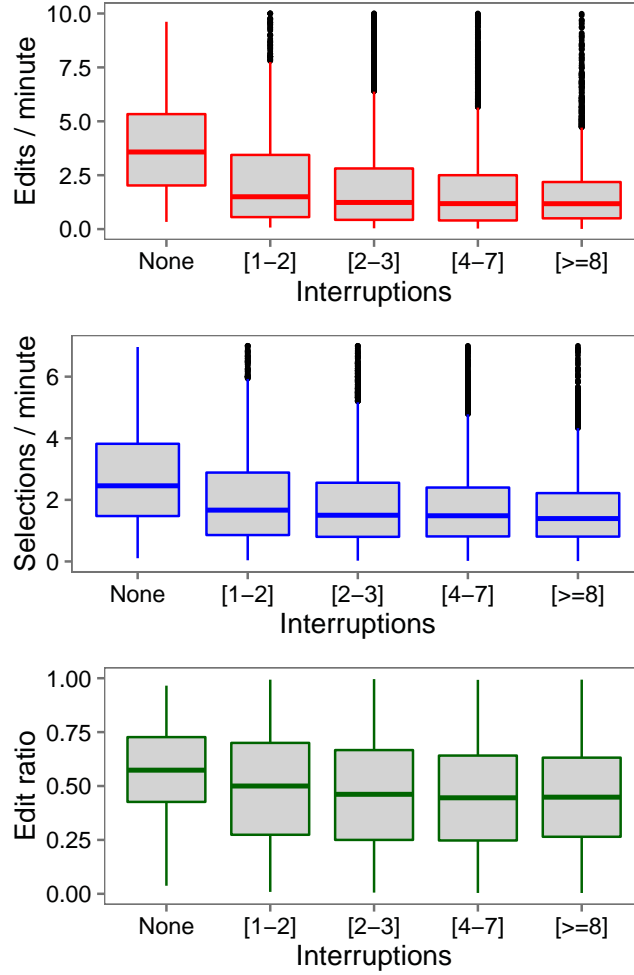 10.0
7.5
5.0
2.5
0.0
Edits / minute
None [1−2] [2−3] [4−7] [>=8]
Interruptions
6
4
2
0
Selections / minute
None [1−2] [2−3] [4−7] [>=8]
Interruptions
1.00
0.75
0.50
0.25
0.00
Edit ratio
None [1−2] [2−3] [4−7] [>=8]
Interruptions